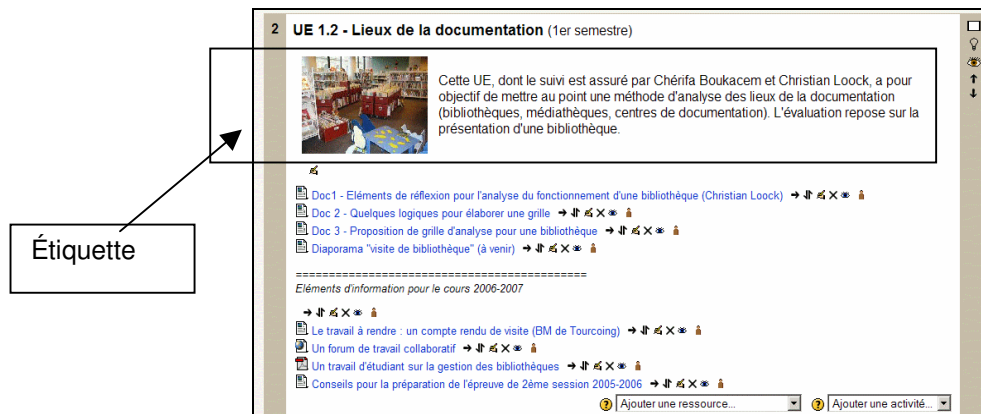 2 UE 1.2 - Lieux de la documentation (1er semestre)
Cette UE, dont le suivi est assuré par Chérifa Boukacem et Christian Loock, a pour
objectif de mettre au point une méthode d'analyse des lieux de la documentation
(bibliothèques, médiathèques, centres de documentation). L'évaluation repose sur la
présentation d'une bibliothèque.
Doc1 - Eléments de réflexion pour l'analyse du fonctionnement d'une bibliothèque (Christian Loock)
Doc 2 - Quelques logiques pour élaborer une grille
Doc 3 - Proposition de grille d'analyse pour une bibliothèque
Diaporama "visite de bibliothèque" (à venir)
Étiquette
============================================
Eléments d'information pour le cours 2006-2007
Le travail à rendre : un compte rendu de visite (BM de Tourcoing)
Un forum de travail collaboratif
Un travail d'étudiant sur la gestion des bibliothèques
Conseils pour la préparation de l'épreuve de 2ème session 2005-2006
? Ajouter une ressource... ? Ajouter une activité...